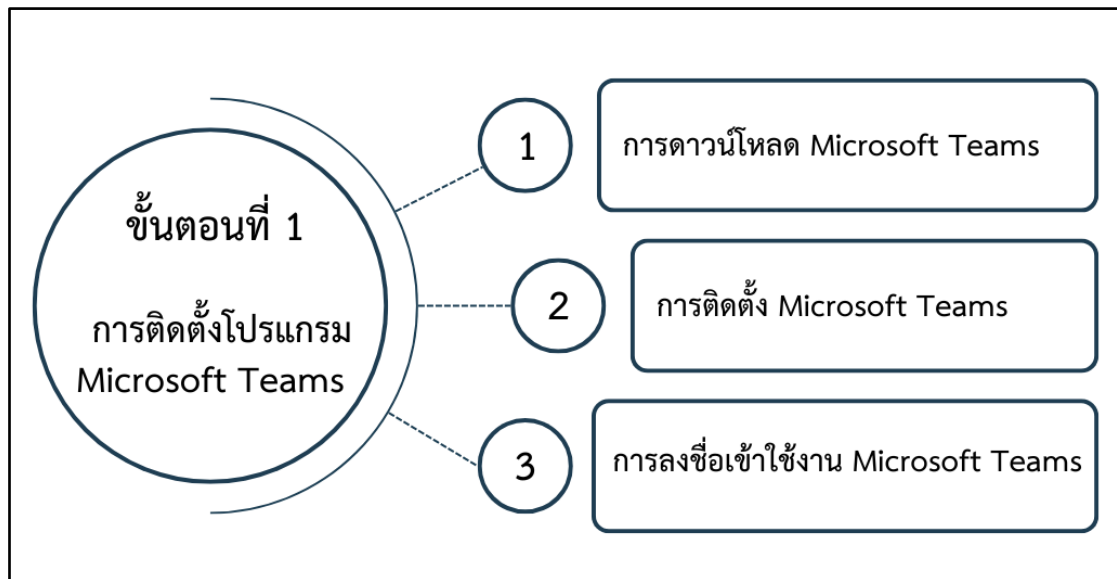 ขั้นตอนที่ 1
การติดตั้งโปรแกรม
Microsoft Teams
1
การดาวน์โหลด Microsoft Teams
2
การติดตั้ง Microsoft Teams
3
การลงชื่อเข้าใช้งาน Microsoft Teams